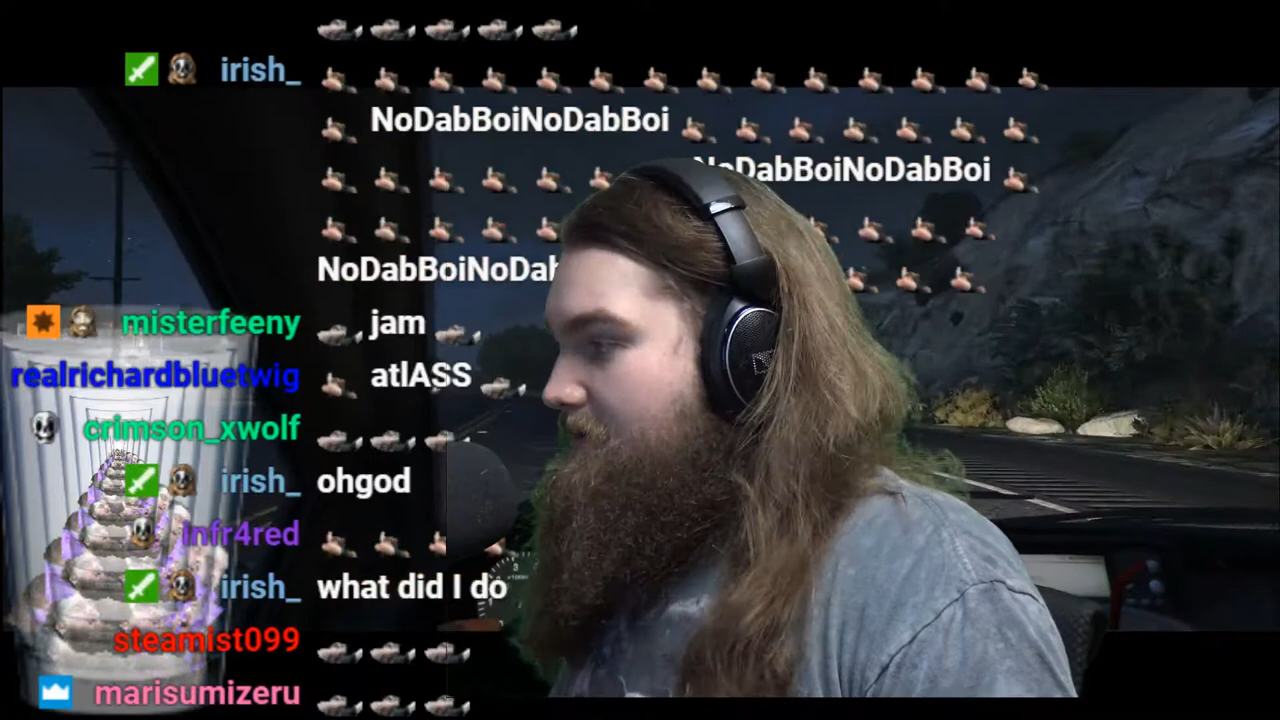 irish_
NoDabBoiNoDabBoi
NoDabBoiNoDabBoi
NoDabBoiNoDab
misterfeeny jam
realrichardbluetwig atlASS
crimson_xwolf
irish_ ohgod
infr4red
irish_ what did I do
steamist099
marisumizeru